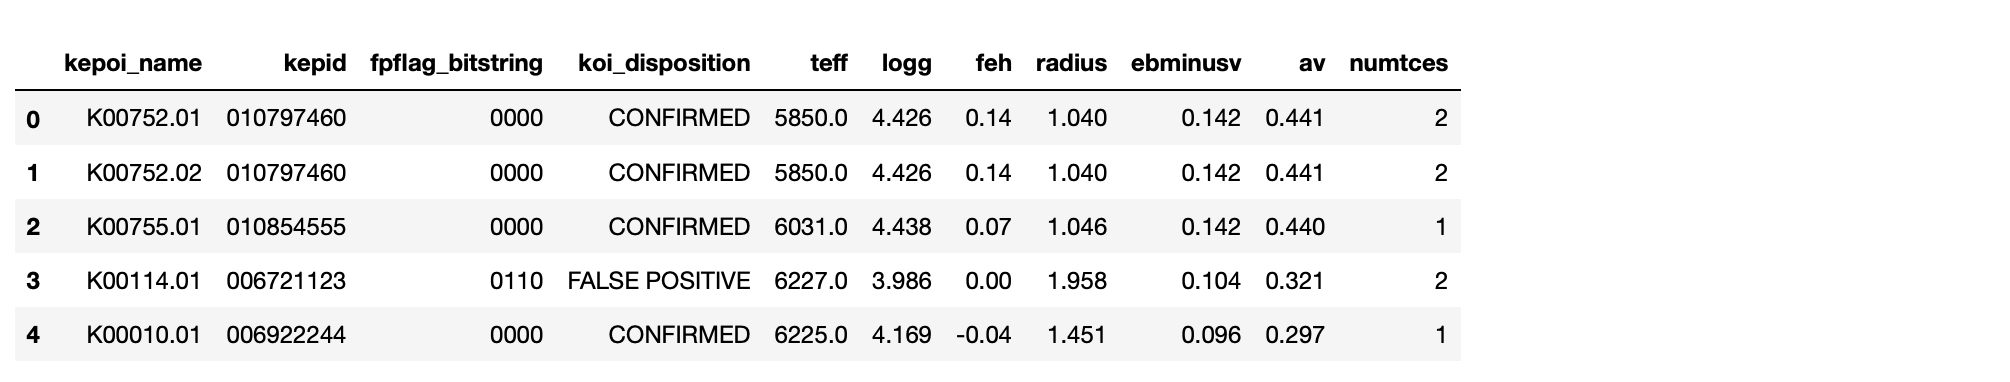 kepoi_name kepid fpflag_bitstring koi_disposition teff logg feh radius ebminusv av numtces
0 K00752.01 010797460 0000 CONFIRMED 5850.0 4.426 0.14 1.040 0.142 0.441 2
1 K00752.02 010797460 0000 CONFIRMED 5850.0 4.426 0.14 1.040 0.142 0.441 2
2 K00755.01 010854555 0000 CONFIRMED 6031.0 4.438 0.07 1.046 0.142 0.440 1
3 K00114.01 006721123 0110 FALSE POSITIVE 6227.0 3.986 0.00 1.958 0.104 0.321 2
4 K00010.01 006922244 0000 CONFIRMED 6225.0 4.169 -0.04 1.451 0.096 0.297 1